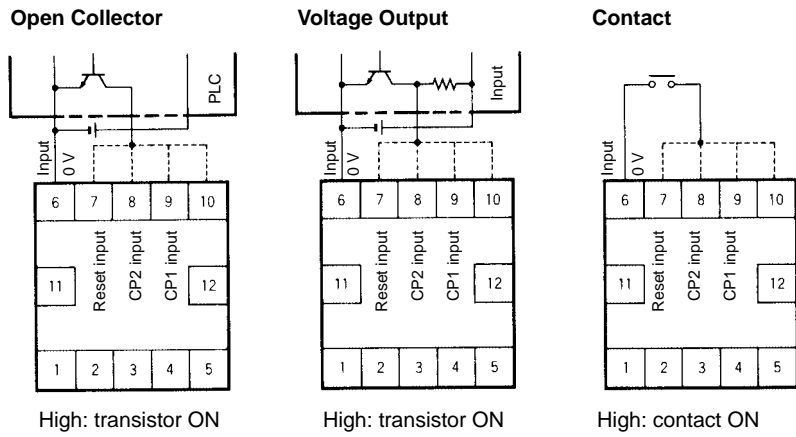 Open Collector
PLC
Input
0 V
6 7 8 9 10
Reset input
CP2 input
CP1 input
11
12
1 2 3 4 5
High: transistor ON
Voltage Output
Input
Input
0 V
6 7 8 9 10
Reset input
CP2 input
CP1 input
11
12
1 2 3 4 5
High: transistor ON
Contact
Input
0 V
6 7 8 9 10
Reset input
CP2 input
CP1 input
11
12
1 2 3 4 5
High: contact ON